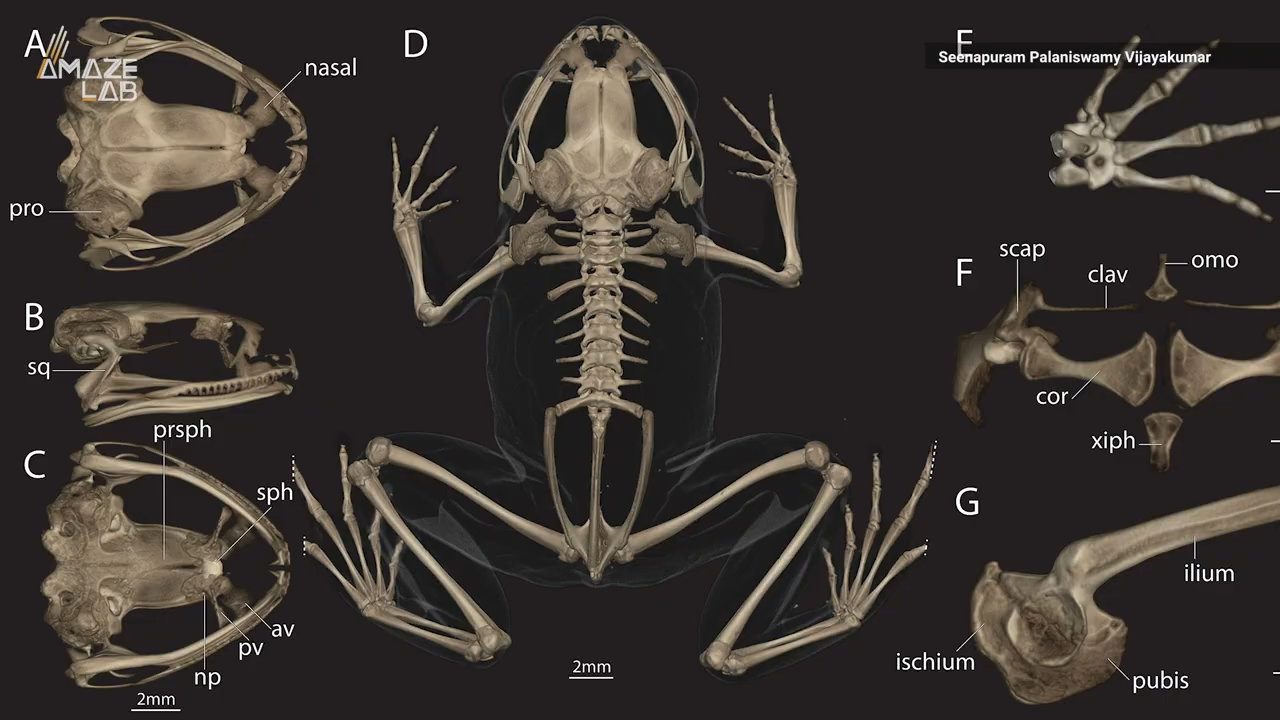 A
AMAZE
LAB
nasal
pro
B
sq
prsph
C
sph
av
pv
np
2mm
D
2mm
E
Seenapuram Palaniswamy Vijayakumar
F
scap
clav
omo
cor
xiph
G
ilium
ischium
pubis